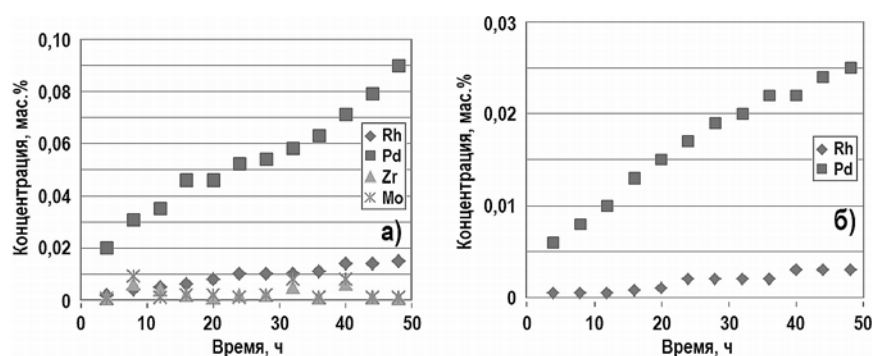 0,10
0,08
0,06
0,04
0,02
0
0 10 20 30 40 50
Концентрация, мас.%
Время, ч
Rh
Pd
Zr
Mo
а)
0,03
0,02
0,01
0
0 10 20 30 40 50
Концентрация, мас.%
Время, ч
Rh
Pd
б)